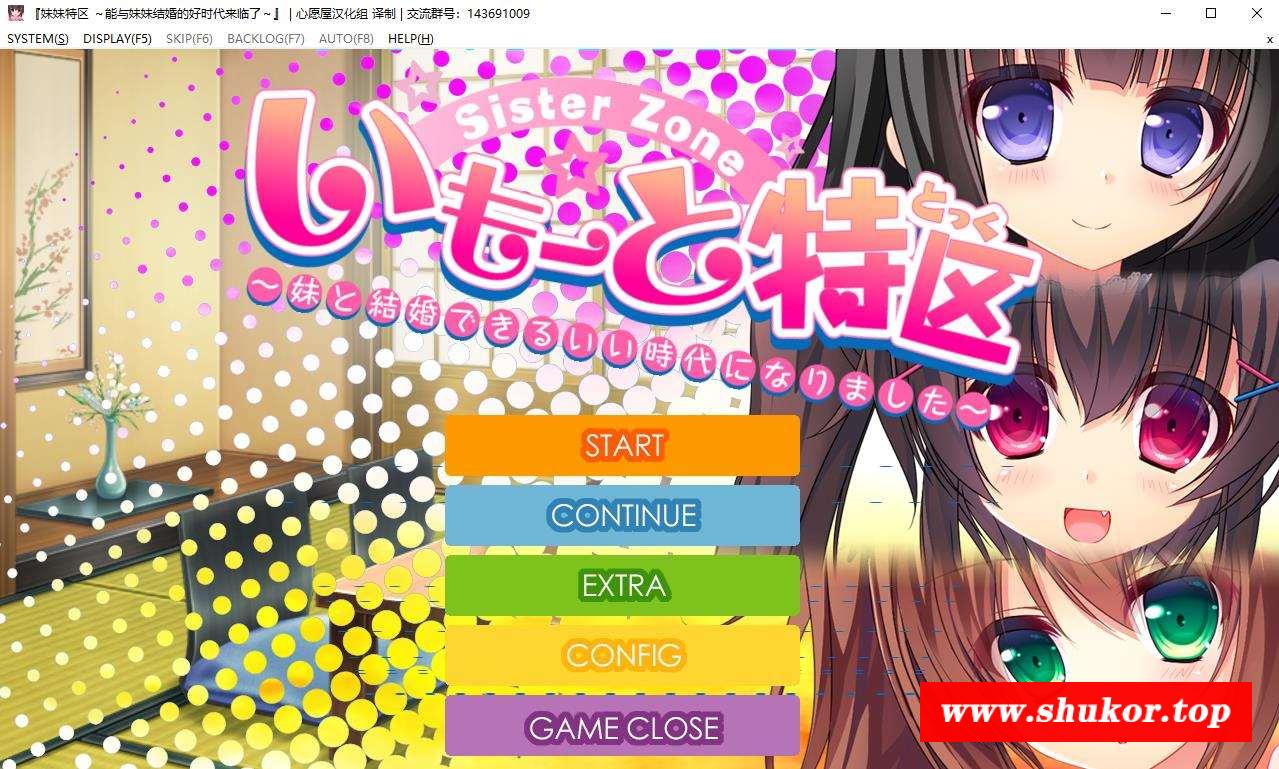 『妹妹特区 ～能与妹妹结婚的好时代来临了～』 | 心愿屋汉化组 译制 | 交流群号：143691009
SYSTEM(S) DISPLAY(F5) SKIP(F6) BACKLOG(F7) AUTO(F8) HELP(H) x
Sister Zone
とっく
いもーと特区
～妹と結婚できるいい時代になりました～
START
CONTINUE
EXTRA
CONFIG
GAME CLOSE
www.shukor.top